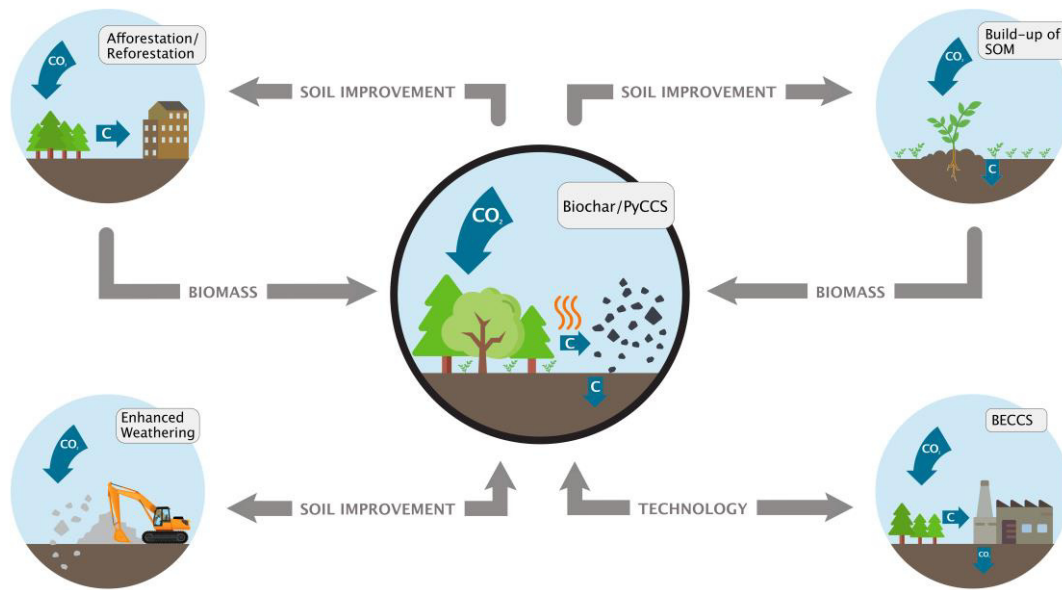 Afforestation/
Reforestation
CO₂
C
SOIL IMPROVEMENT
SOIL IMPROVEMENT
Build-up of
SOM
CO₂
C
BIOMASS
Biochar/PyCCS
CO₂
C
C
BIOMASS
Enhanced
Weathering
CO₂
SOIL IMPROVEMENT
TECHNOLOGY
BECCS
CO₂
C
CO₂